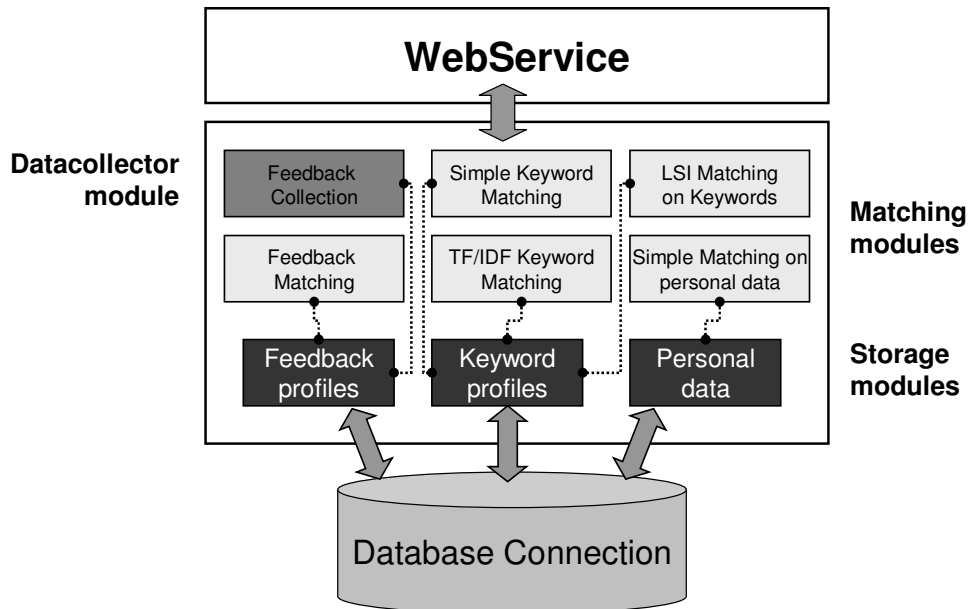 WebService
Datacollector
module
Feedback
Collection
Simple Keyword
Matching
LSI Matching
on Keywords
Matching
modules
Feedback
Matching
TF/IDF Keyword
Matching
Simple Matching on
personal data
Feedback
profiles
Keyword
profiles
Personal
data
Storage
modules
Database Connection